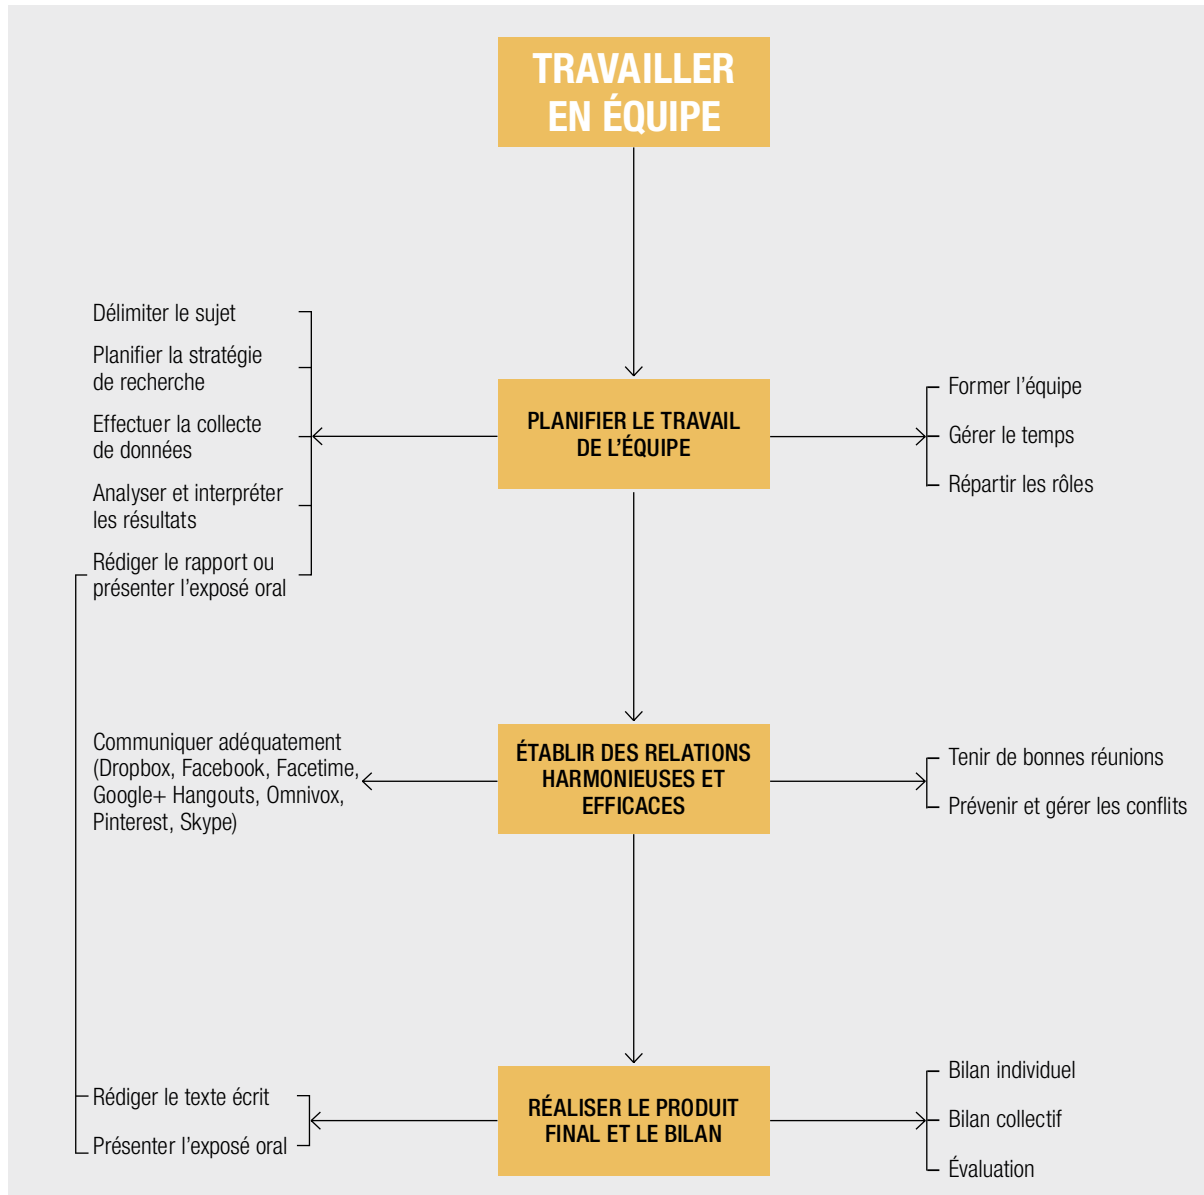 TRAVAILLER
EN ÉQUIPE
Délimiter le sujet
Planifier la stratégie
de recherche
Effectuer la collecte
de données
Analyser et interpréter
les résultats
Rédiger le rapport ou
présenter l'exposé oral
PLANIFIER LE TRAVAIL
DE L'ÉQUIPE
Former l'équipe
Gérer le temps
Répartir les rôles
Communiquer adéquatement
(Dropbox, Facebook, Facetime,
Google+ Hangouts, Omnivox,
Pinterest, Skype)
ÉTABLIR DES RELATIONS
HARMONIEUSES ET
EFFICACES
Tenir de bonnes réunions
Prévenir et gérer les conflits
Rédiger le texte écrit
Présenter l'exposé oral
RÉALISER LE PRODUIT
FINAL ET LE BILAN
Bilan individuel
Bilan collectif
Évaluation